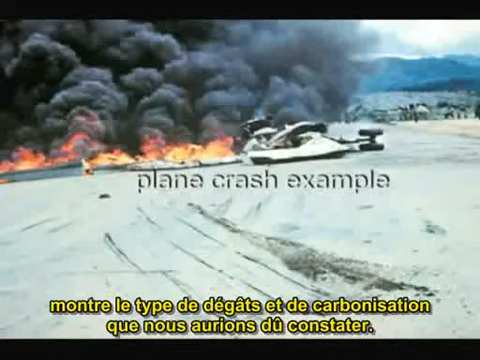 plane crash example
montre le type de dégâts et de carbonisation
que nous aurions dû constater.